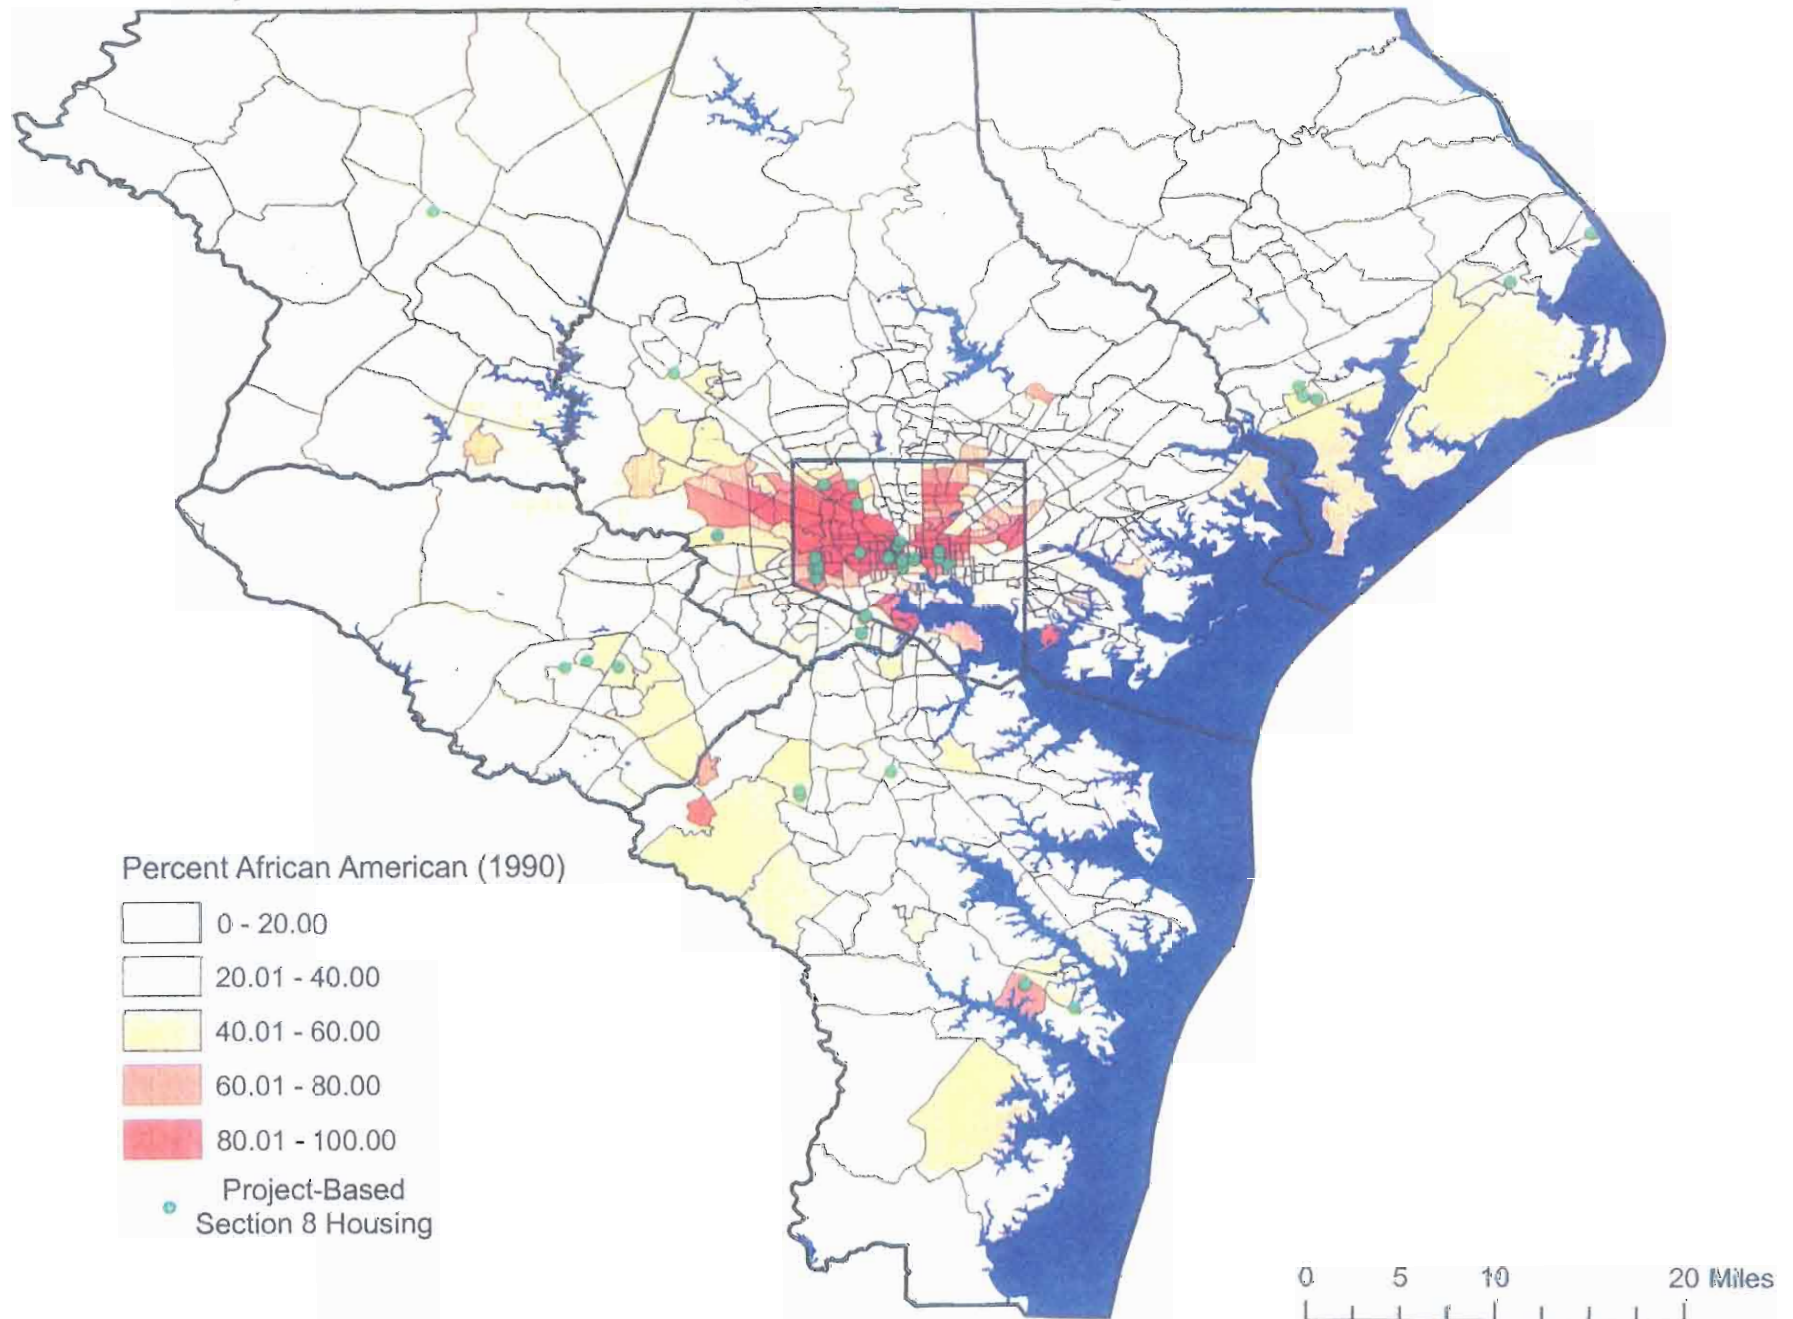 Percent African American (1990)
0 - 20.00
20.01 - 40.00
40.01 - 60.00
60.01 - 80.00
80.01 - 100.00
Project-Based
Section 8 Housing
0 5 10 20 Miles